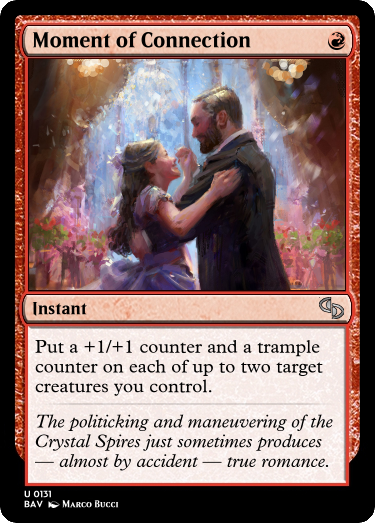 Moment of Connection
Instant
Put a +1/+1 counter and a trample
counter on each of up to two target
creatures you control.
The politicking and maneuvering of the
Crystal Spires just sometimes produces
— almost by accident — true romance.
U 0131
BAV Marco Bucci